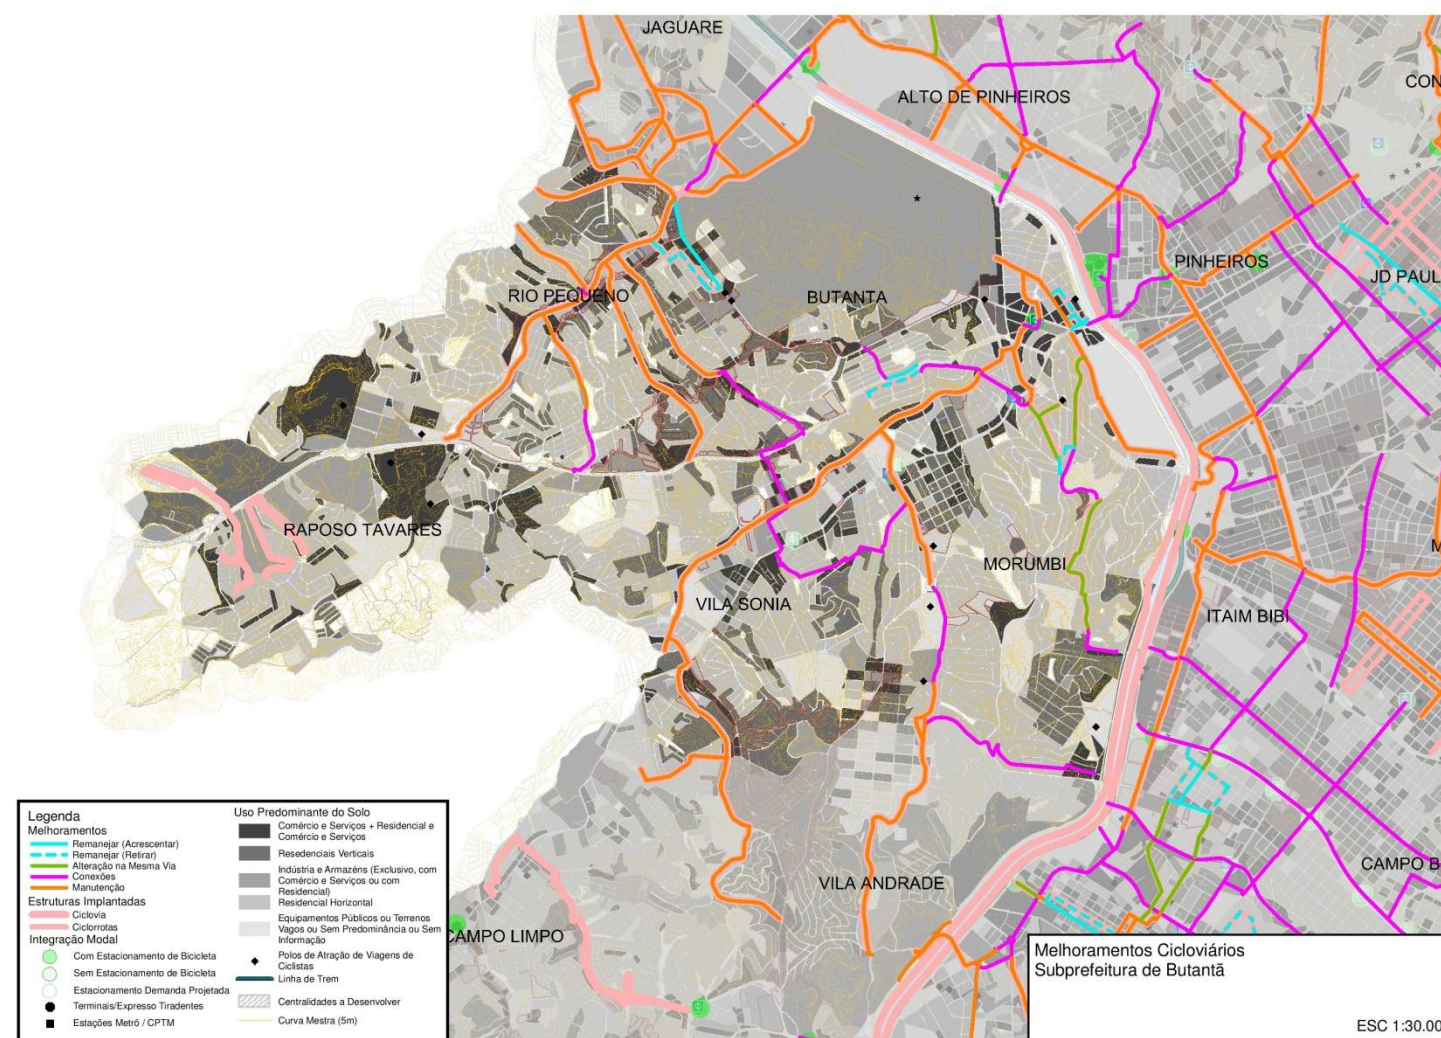 JAGUARE
CON
ALTO DE PINHEIROS
PINHEIROS
JD PAUL
RIO PEQUENO
BUTANTA
RAPOSO TAVARES
MORUMBI
M
VILA SONIA
ITAIM BIBI
CAMPO B
VILA ANDRADE
CAMPO LIMPO
Legenda
Melhoramentos
Remanejar (Acrescentar)
Remanejar (Retirar)
Alteração na Mesma Via
Conexões
Manutenção
Estruturas Implantadas
Ciclovia
Ciclorrotas
Integração Modal
Com Estacionamento de Bicicleta
Sem Estacionamento de Bicicleta
Estacionamento Demanda Projetada
Terminais/Expresso Tiradentes
Estações Metrô / CPTM
Uso Predominante do Solo
Comércio e Serviços + Residencial e
Comércio e Serviços
Resedenciais Verticais
Indústria e Armazéns (Exclusivo, com
Comércio e Serviços ou com
Residencial)
Residencial Horizontal
Equipamentos Públicos ou Terrenos
Vagos ou Sem Predominância ou Sem
Informação
Polos de Atração de Viagens de
Ciclistas
Linha de Trem
Centralidades a Desenvolver
Curva Mestra (5m)
Melhoramentos Cicloviários
Subprefeitura de Butantã
ESC 1:30.00